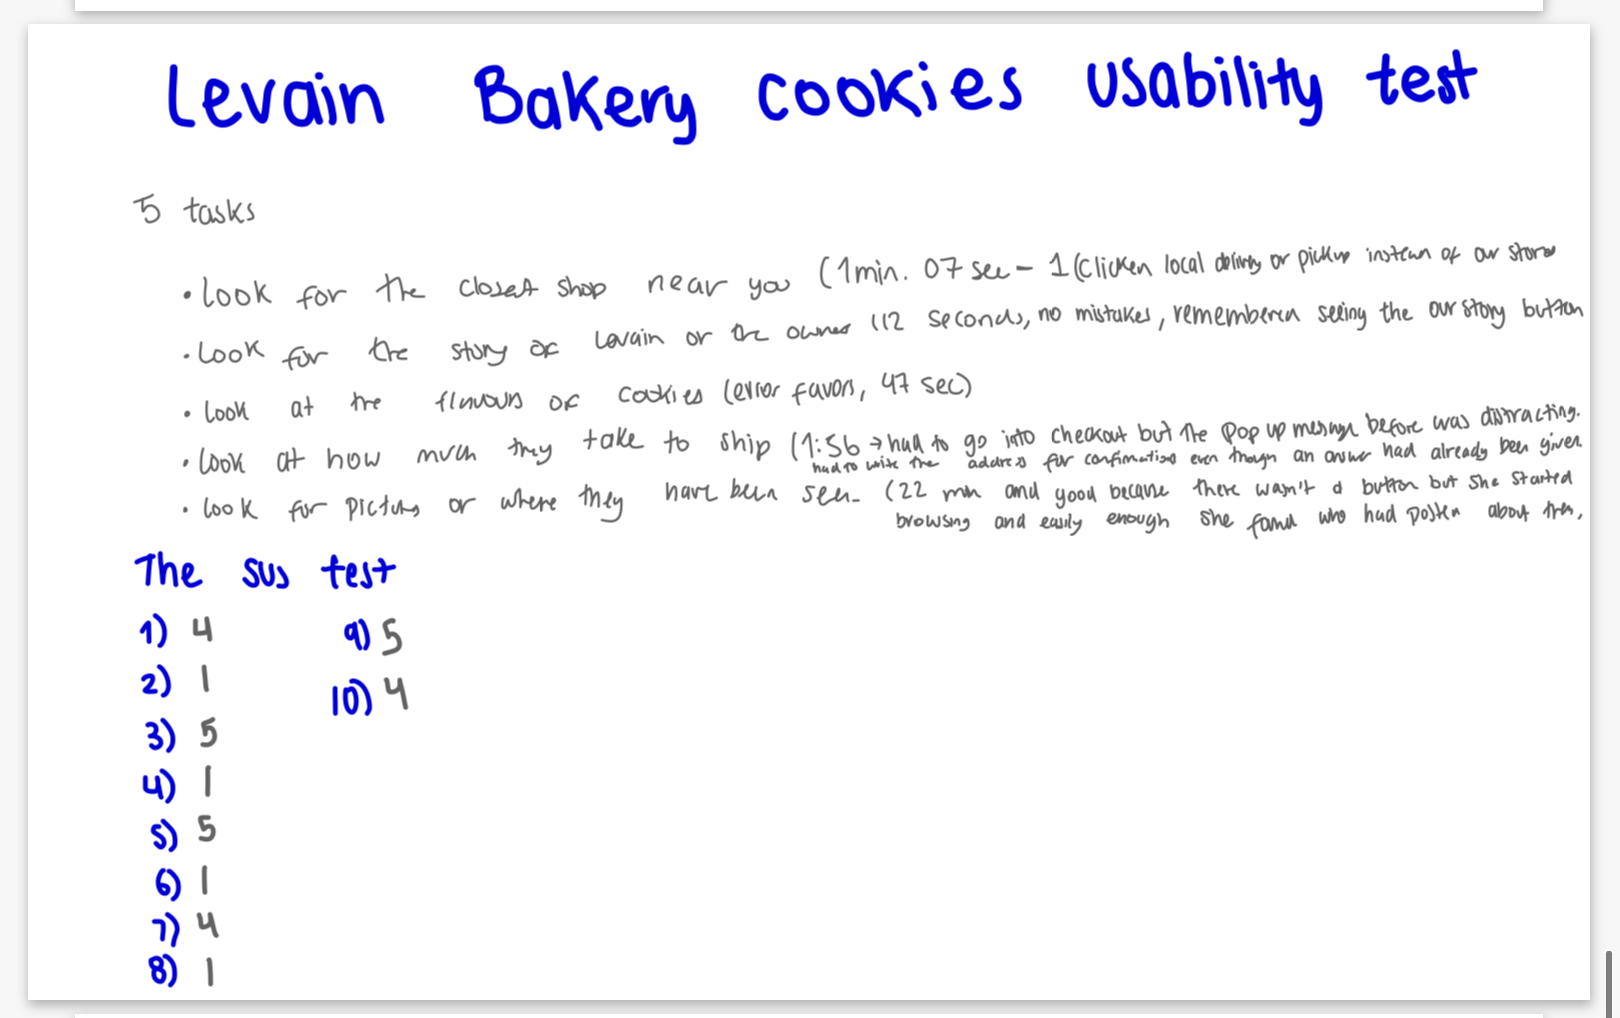 Levain Bakery cookies usability test
5 tasks
• Look for the closest shop near you (1min. 07 sec - 1 (clicken local delivery or pickup instean of our stores
• Look for the story of Levain or the owner (12 seconds, no mistakes, rememberen seeing the our story button
• Look at the flavours of cookies (error favors, 47 sec)
• Look at how much they take to ship (1:56 → had to go into checkout but the Pop up message before was distracting.
had to write the address for confirmation even though an answer had already been given.
• Look for pictures or where they have been seen. (22 min and good because there wasn't a button but she started
browsing and easily enough she found who had posten about them,
The sus test
1) 4
2) 1
3) 5
4) 1
5) 5
6) 1
7) 4
8) 1
9) 5
10) 4